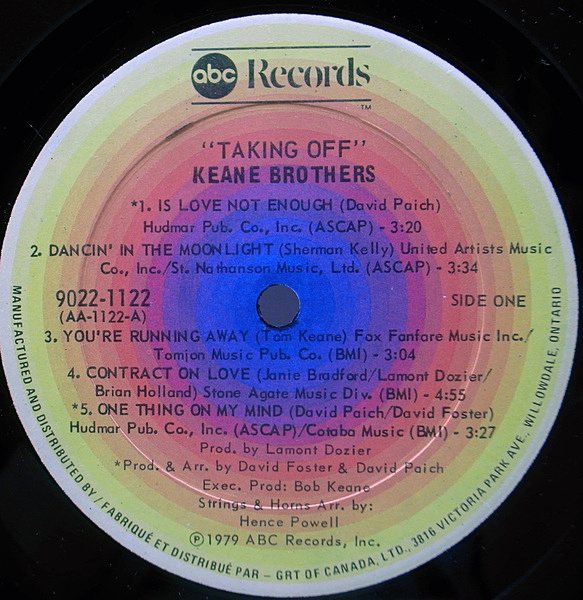 abc Records
TM
"TAKING OFF"
KEANE BROTHERS
*1. IS LOVE NOT ENOUGH (David Paich)
Hudmar Pub. Co., Inc. (ASCAP) - 3:20
2. DANCIN' IN THE MOONLIGHT (Sherman Kelly) United Artists Music
Co., Inc./St. Nathanson Music, Ltd. (ASCAP) - 3:34
9022-1122
SIDE ONE
(AA-1122-A)
3. YOU'RE RUNNING AWAY (Tom Keane) Fox Fanfare Music Inc./
Tomjon Music Pub. Co. (BMI) - 3:04
4. CONTRACT ON LOVE (Janie Bradford/Lamont Dozier/
Brian Holland) Stone Agate Music Div. (BMI) - 4:55
*5. ONE THING ON MY MIND (David Paich/David Foster)
Hudmar Pub. Co., Inc. (ASCAP)/Cotaba Music (BMI) - 3:27
Prod. by Lamont Dozier
*Prod. & Arr. by David Foster & David Paich
Exec. Prod: Bob Keane
Strings & Horns Arr. by:
Hence Powell
Ⓟ1979 ABC Records, Inc.
MANUFACTURED AND DISTRIBUTED BY / FABRIQUÉ ET DISTRIBUÉ PAR - GRT OF CANADA, LTD., 3816 VICTORIA PARK AVE., WILLOWDALE, ONTARIO